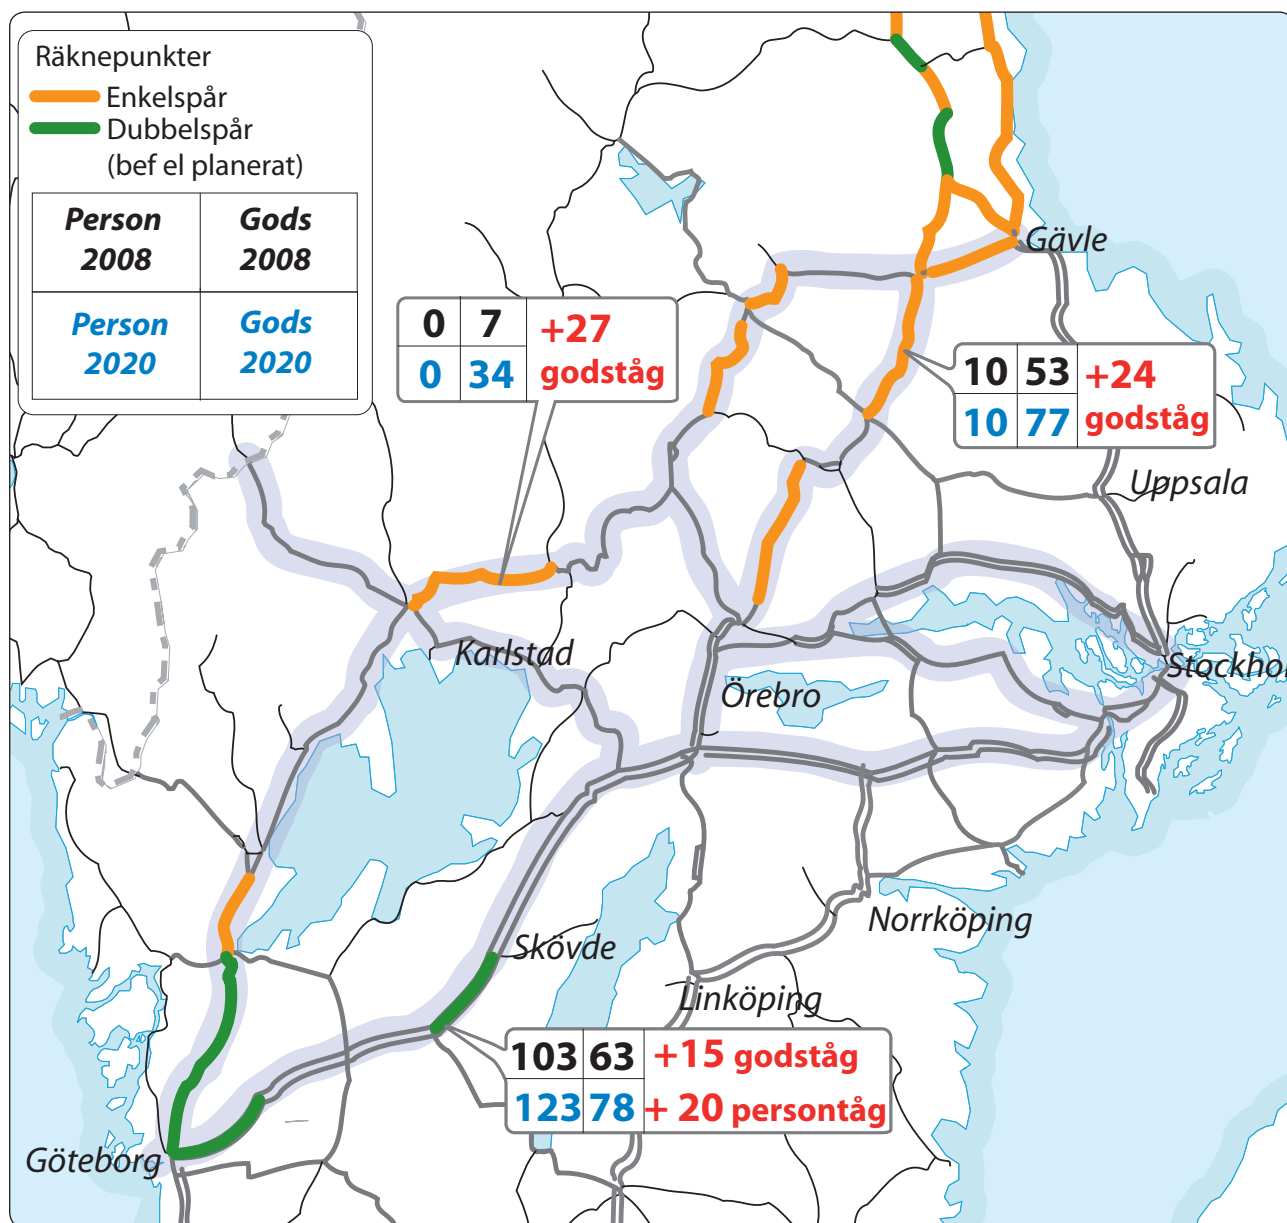 Räknepunkter
Enkelspår
Dubbelspår
(bef el planerat)
Person Gods
2008 2008
Person Gods
2020 2020
Gävle
0 7 +27
0 34 godståg
10 53 +24
10 77 godståg
Uppsala
Karlstad
Stockhol
Örebro
Norrköping
Skövde
Linköping
103 63 +15 godståg
123 78 + 20 persontåg
Göteborg